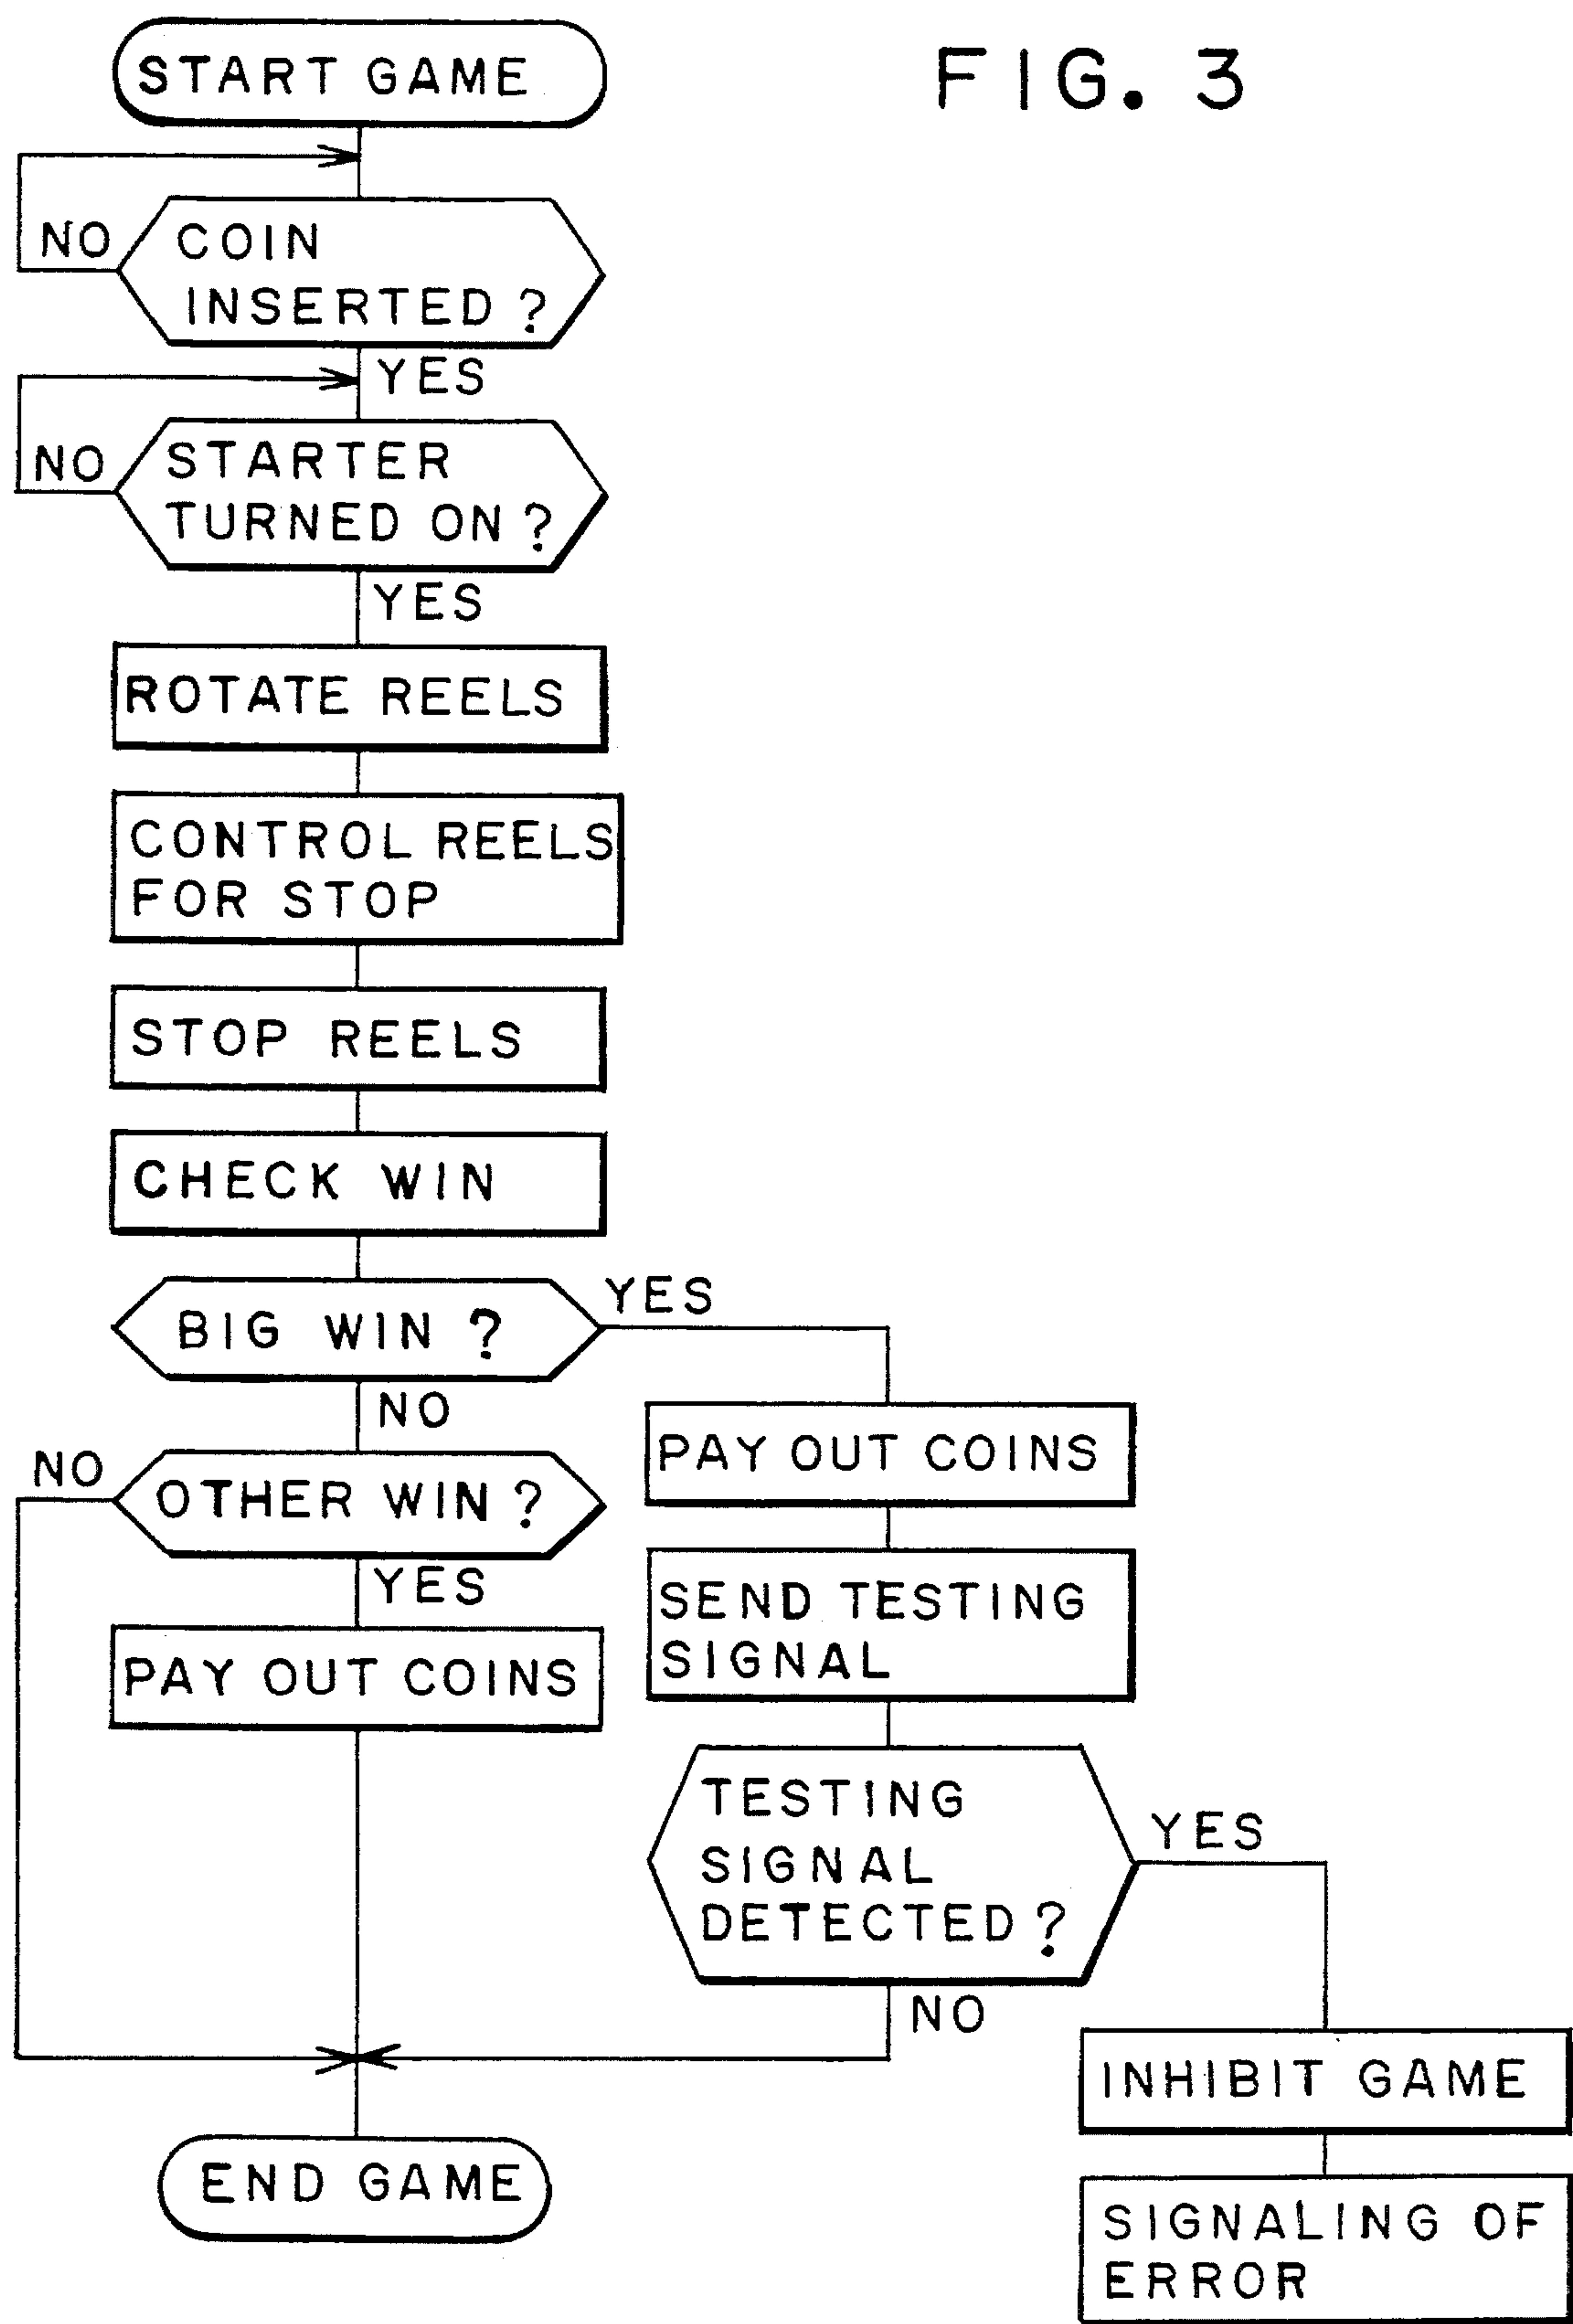 FIG. 3
START GAME
NO
COIN
INSERTED ?
YES
NO
STARTER
TURNED ON ?
YES
ROTATE REELS
CONTROL REELS
FOR STOP
STOP REELS
CHECK WIN
BIG WIN ?
YES
NO
NO
OTHER WIN ?
YES
PAY OUT COINS
PAY OUT COINS
SEND TESTING
SIGNAL
TESTING
SIGNAL
DETECTED ?
YES
NO
INHIBIT GAME
SIGNALING OF
ERROR
END GAME